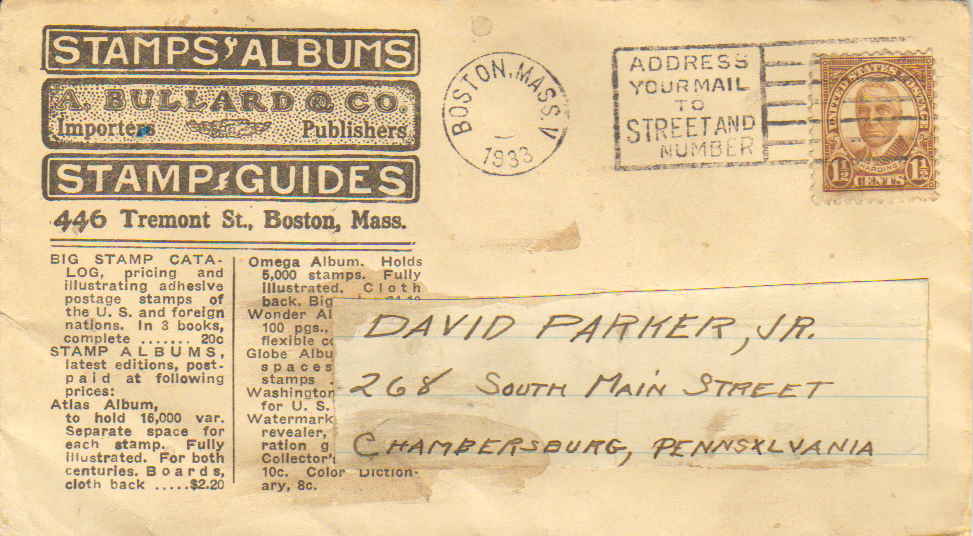 STAMPS & ALBUMS
A. BULLARD & CO.
Importers Publishers
STAMP & GUIDES
446 Tremont St., Boston, Mass.
BIG STAMP CATA-
LOG, pricing and
illustrating adhesive
postage stamps of
the U. S. and foreign
nations. In 3 books,
complete ....... 20c
STAMP ALBUMS,
latest editions, post-
paid at following
prices:
Atlas Album,
to hold 16,000 var.
Separate space for
each stamp. Fully
illustrated. For both
centuries. Boards,
cloth back .....$2.20
Omega Album. Holds
5,000 stamps. Fully
illustrated. Cloth
back. Big
Wonder Al
100 pgs.,
flexible co
Globe Albu
spaces
stamps .
Washington
for U. S.
Watermark
revealer,
ration g
Collector's
10c. Color Diction-
ary, 8c.
BOSTON, MASS. V
1933
ADDRESS
YOUR MAIL
TO
STREET AND
NUMBER
UNITED STATES POSTAGE
HARDING
1½ CENTS 1½
DAVID PARKER, JR.
268 SOUTH MAIN STREET
CHAMBERSBURG, PENNSXLVANIA